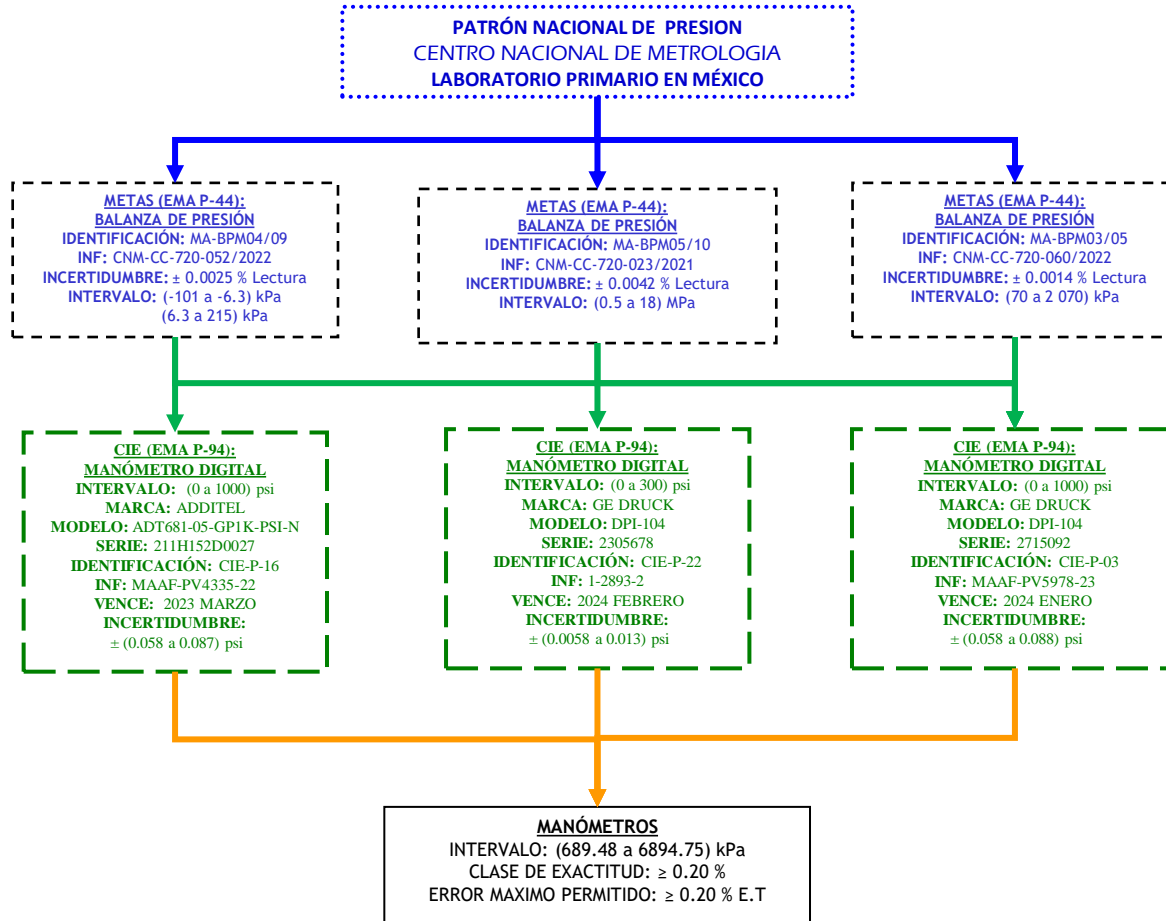 PATRÓN NACIONAL DE PRESION
CENTRO NACIONAL DE METROLOGIA
LABORATORIO PRIMARIO EN MÉXICO
METAS (EMA P-44):
BALANZA DE PRESIÓN
IDENTIFICACIÓN: MA-BPM04/09
INF: CNM-CC-720-052/2022
INCERTIDUMBRE: ± 0.0025 % Lectura
INTERVALO: (-101 a -6.3) kPa
(6.3 a 215) kPa
METAS (EMA P-44):
BALANZA DE PRESIÓN
IDENTIFICACIÓN: MA-BPM05/10
INF: CNM-CC-720-023/2021
INCERTIDUMBRE: ± 0.0042 % Lectura
INTERVALO: (0.5 a 18) MPa
METAS (EMA P-44):
BALANZA DE PRESIÓN
IDENTIFICACIÓN: MA-BPM03/05
INF: CNM-CC-720-060/2022
INCERTIDUMBRE: ± 0.0014 % Lectura
INTERVALO: (70 a 2 070) kPa
CIE (EMA P-94):
MANÓMETRO DIGITAL
INTERVALO: (0 a 1000) psi
MARCA: ADDITEL
MODELO: ADT681-05-GP1K-PSI-N
SERIE: 211H152D0027
IDENTIFICACIÓN: CIE-P-16
INF: MAAF-PV4335-22
VENCE: 2023 MARZO
INCERTIDUMBRE:
± (0.058 a 0.087) psi
CIE (EMA P-94):
MANÓMETRO DIGITAL
INTERVALO: (0 a 300) psi
MARCA: GE DRUCK
MODELO: DPI-104
SERIE: 2305678
IDENTIFICACIÓN: CIE-P-22
INF: 1-2893-2
VENCE: 2024 FEBRERO
INCERTIDUMBRE:
± (0.0058 a 0.013) psi
CIE (EMA P-94):
MANÓMETRO DIGITAL
INTERVALO: (0 a 1000) psi
MARCA: GE DRUCK
MODELO: DPI-104
SERIE: 2715092
IDENTIFICACIÓN: CIE-P-03
INF: MAAF-PV5978-23
VENCE: 2024 ENERO
INCERTIDUMBRE:
± (0.058 a 0.088) psi
MANÓMETROS
INTERVALO: (689.48 a 6894.75) kPa
CLASE DE EXACTITUD: ≥ 0.20 %
ERROR MAXIMO PERMITIDO: ≥ 0.20 % E.T